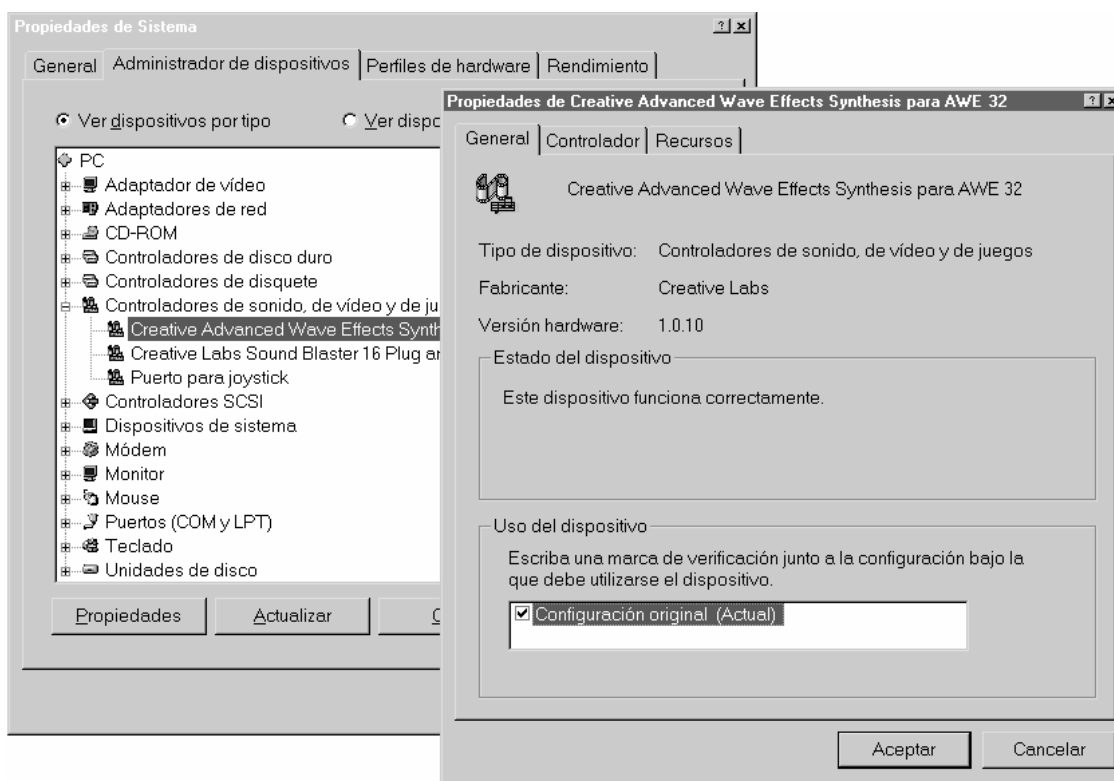 Propiedades de Sistema
General Administrador de dispositivos Perfiles de hardware Rendimiento
Ver dispositivos por tipo Ver dispo
PC
Adaptador de vídeo
Adaptadores de red
CD-ROM
Controladores de disco duro
Controladores de disquete
Controladores de sonido, de vídeo y de ju
Creative Advanced Wave Effects Synth
Creative Labs Sound Blaster 16 Plug an
Puerto para joystick
Controladores SCSI
Dispositivos de sistema
Módem
Monitor
Mouse
Puertos (COM y LPT)
Teclado
Unidades de disco
Propiedades Actualizar
Propiedades de Creative Advanced Wave Effects Synthesis para AWE 32
General Controlador Recursos
Creative Advanced Wave Effects Synthesis para AWE 32
Tipo de dispositivo: Controladores de sonido, de vídeo y de juegos
Fabricante: Creative Labs
Versión hardware: 1.0.10
Estado del dispositivo
Este dispositivo funciona correctamente.
Uso del dispositivo
Escriba una marca de verificación junto a la configuración bajo la
que debe utilizarse el dispositivo.
Configuración original (Actual)
Aceptar Cancelar